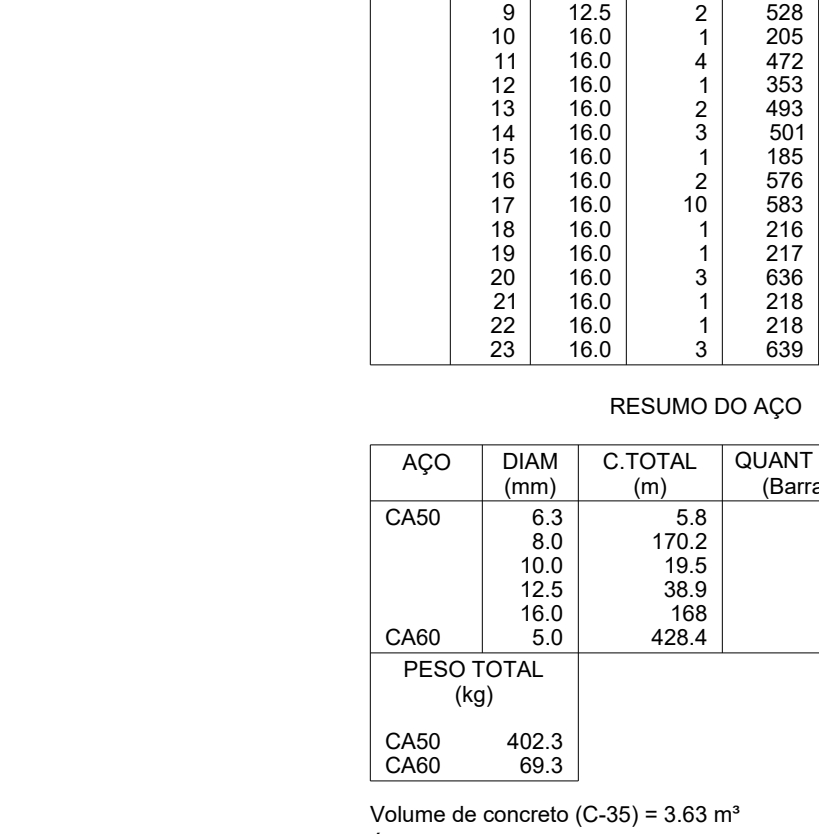 9 12.5 2 528
10 16.0 1 205
11 16.0 4 472
12 16.0 1 353
13 16.0 2 493
14 16.0 3 501
15 16.0 1 185
16 16.0 2 576
17 16.0 10 583
18 16.0 1 216
19 16.0 1 217
20 16.0 3 636
21 16.0 1 218
22 16.0 1 218
23 16.0 3 639
RESUMO DO AÇO
AÇO DIAM C.TOTAL QUANT
(mm) (m) (Barra
CA50 6.3 5.8
8.0 170.2
10.0 19.5
12.5 38.9
16.0 168
CA60 5.0 428.4
PESO TOTAL
(kg)
CA50 402.3
CA60 69.3
Volume de concreto (C-35) = 3.63 m³